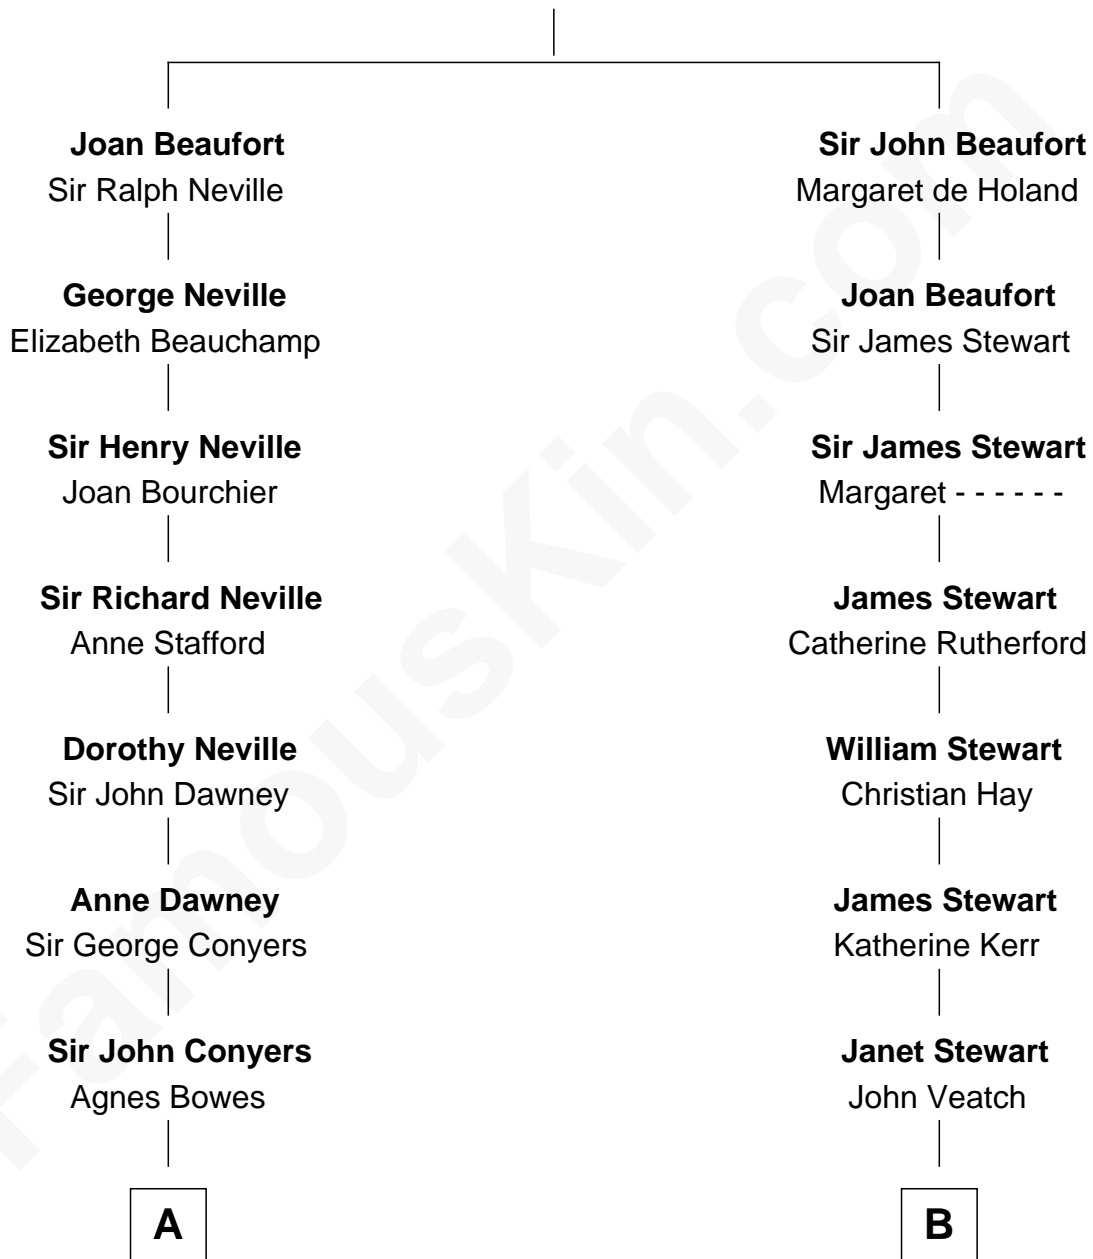 Joan Beaufort
Sir Ralph Neville
Sir John Beaufort
Margaret de Holand
George Neville
Elizabeth Beauchamp
Joan Beaufort
Sir James Stewart
Sir Henry Neville
Joan Bourchier
Sir James Stewart
Margaret - - - - - -
Sir Richard Neville
Anne Stafford
James Stewart
Catherine Rutherford
Dorothy Neville
Sir John Dawney
William Stewart
Christian Hay
Anne Dawney
Sir George Conyers
James Stewart
Katherine Kerr
Sir John Conyers
Agnes Bowes
Janet Stewart
John Veatch
A
B
FamousKin.com